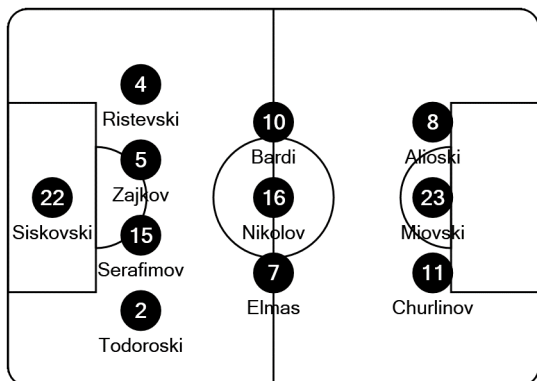 4
Ristevski
10
Bardi
8
Alioski
5
Zajkov
22
Siskovski
16
Nikolov
23
Miovski
15
Serafimov
7
Elmas
11
Churlinov
2
Todoroski